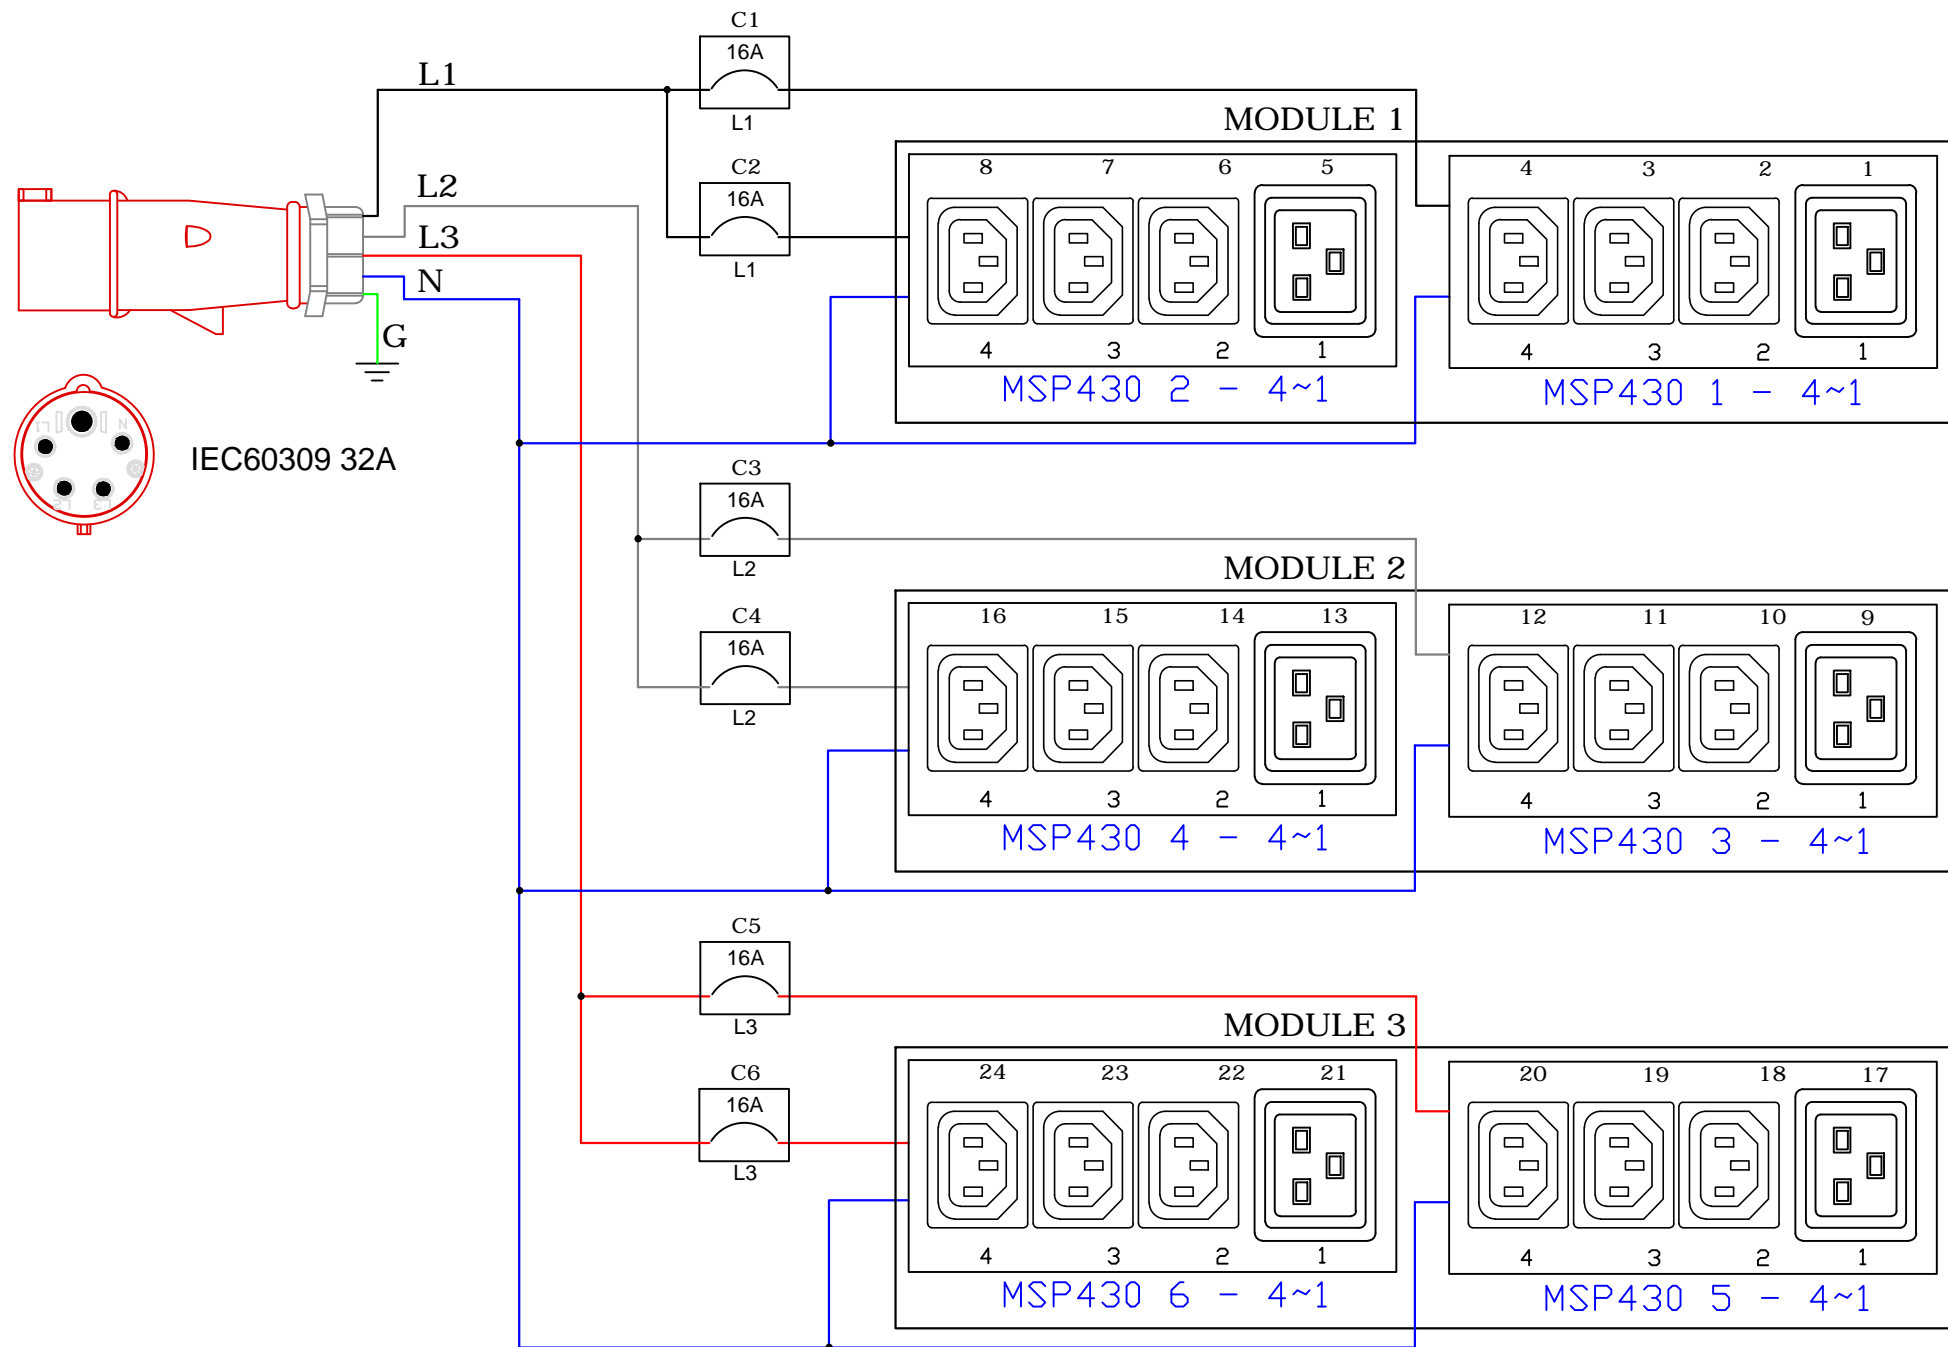 C1
16A
L1
L1
MODULE 1
C2
16A
L1
8 7 6 5
4 3 2 1
4 3 2 1
4 3 2 1
MSP430 2 - 4~1
MSP430 1 - 4~1
L2
L3
N
G
L1
N
L2
L3
IEC60309 32A
C3
16A
L2
MODULE 2
C4
16A
L2
16 15 14 13
12 11 10 9
4 3 2 1
4 3 2 1
MSP430 4 - 4~1
MSP430 3 - 4~1
C5
16A
L3
MODULE 3
C6
16A
L3
24 23 22 21
20 19 18 17
4 3 2 1
4 3 2 1
MSP430 6 - 4~1
MSP430 5 - 4~1